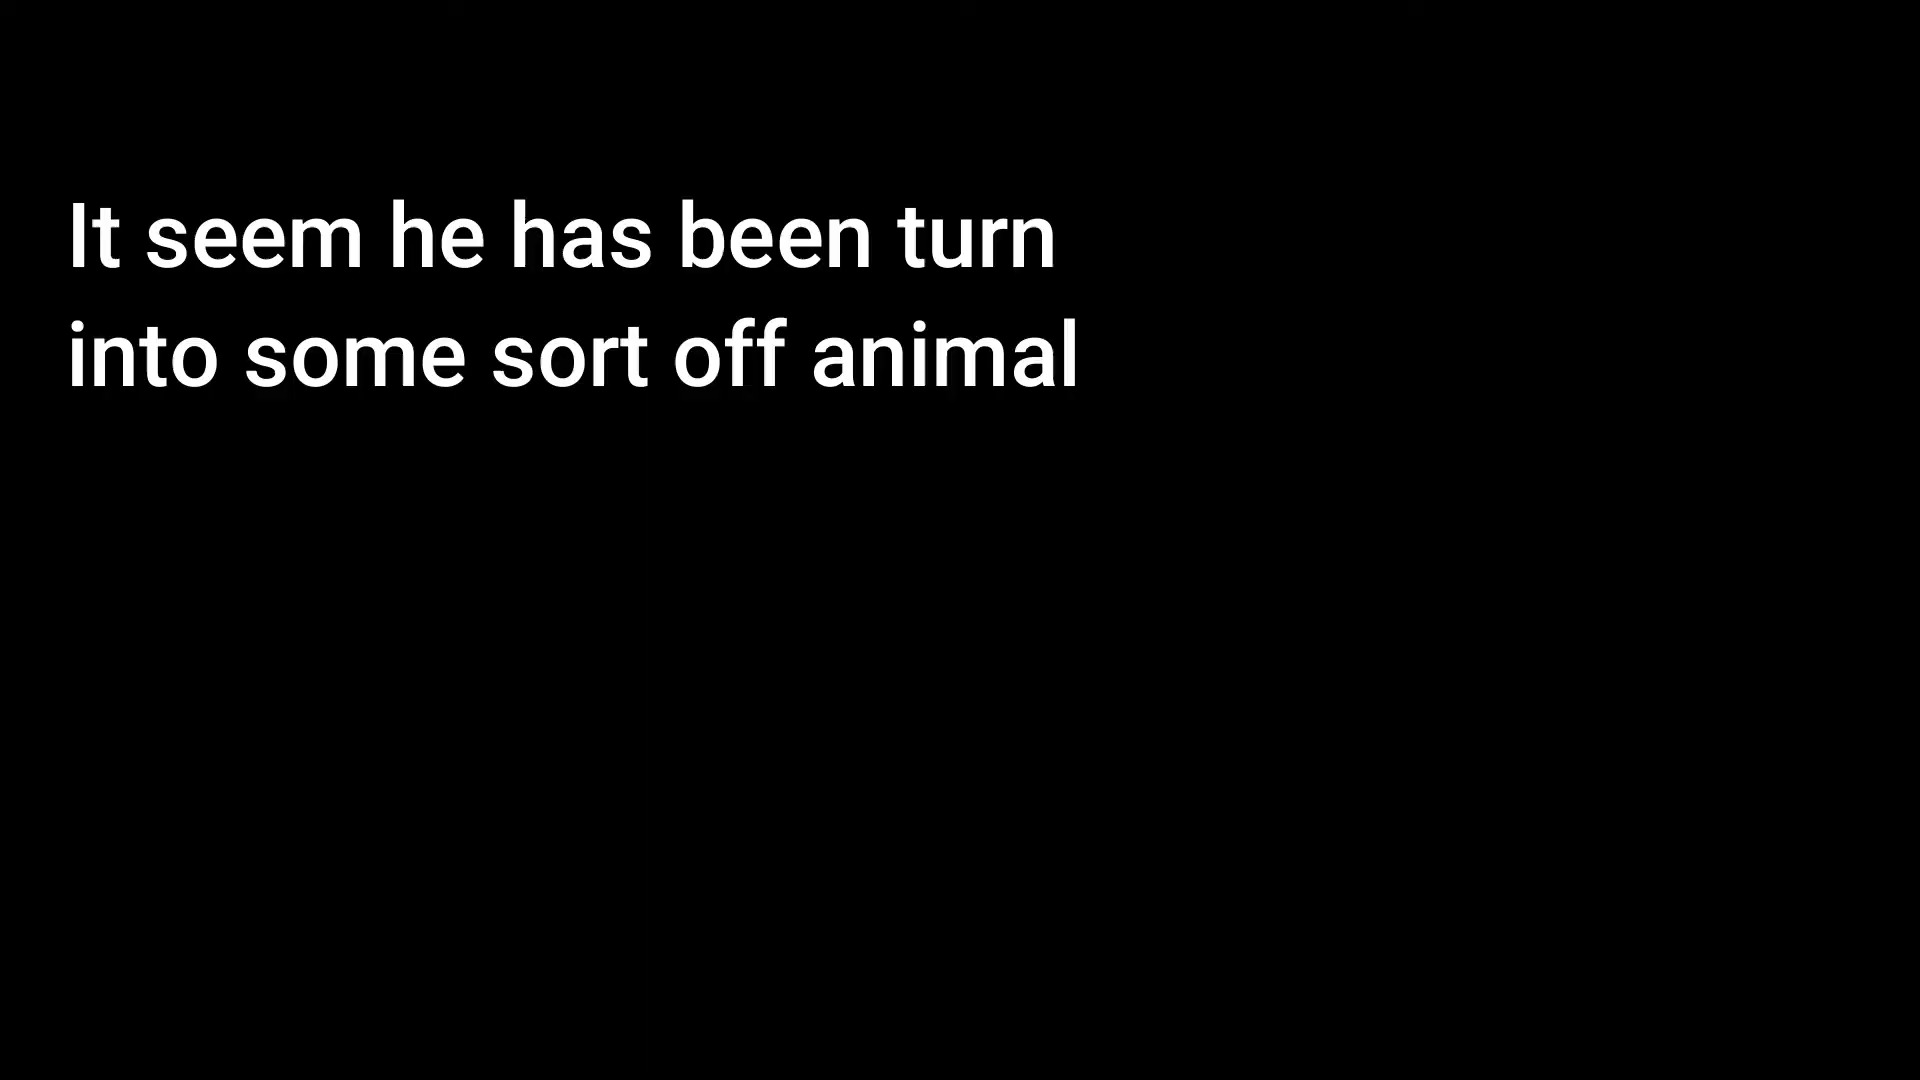 It seem he has been turn
into some sort off animal